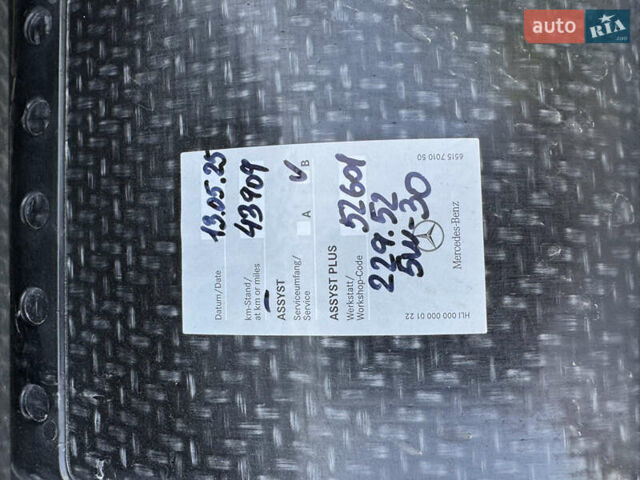 auto RIA .com
Datum/Date 13.05.25
km-Stand/
at km or miles 43909
ASSYST
Serviceumfang/
Service A B
ASSYST PLUS
Werkstatt/
Workshop-Code 52601
229.52
5W-30
Mercedes-Benz
HLI 000 000 01 22
6515 7010 50